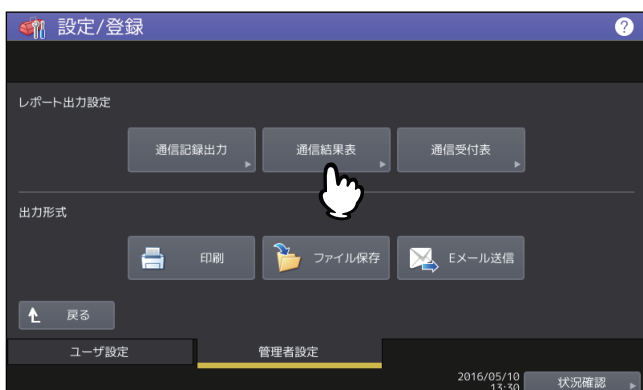 設定/登録
?
レポート出力設定
通信記録出力
通信結果表
通信受付表
出力形式
印刷
ファイル保存
Eメール送信
戻る
ユーザ設定
管理者設定
2016/05/10
13:30
状況確認